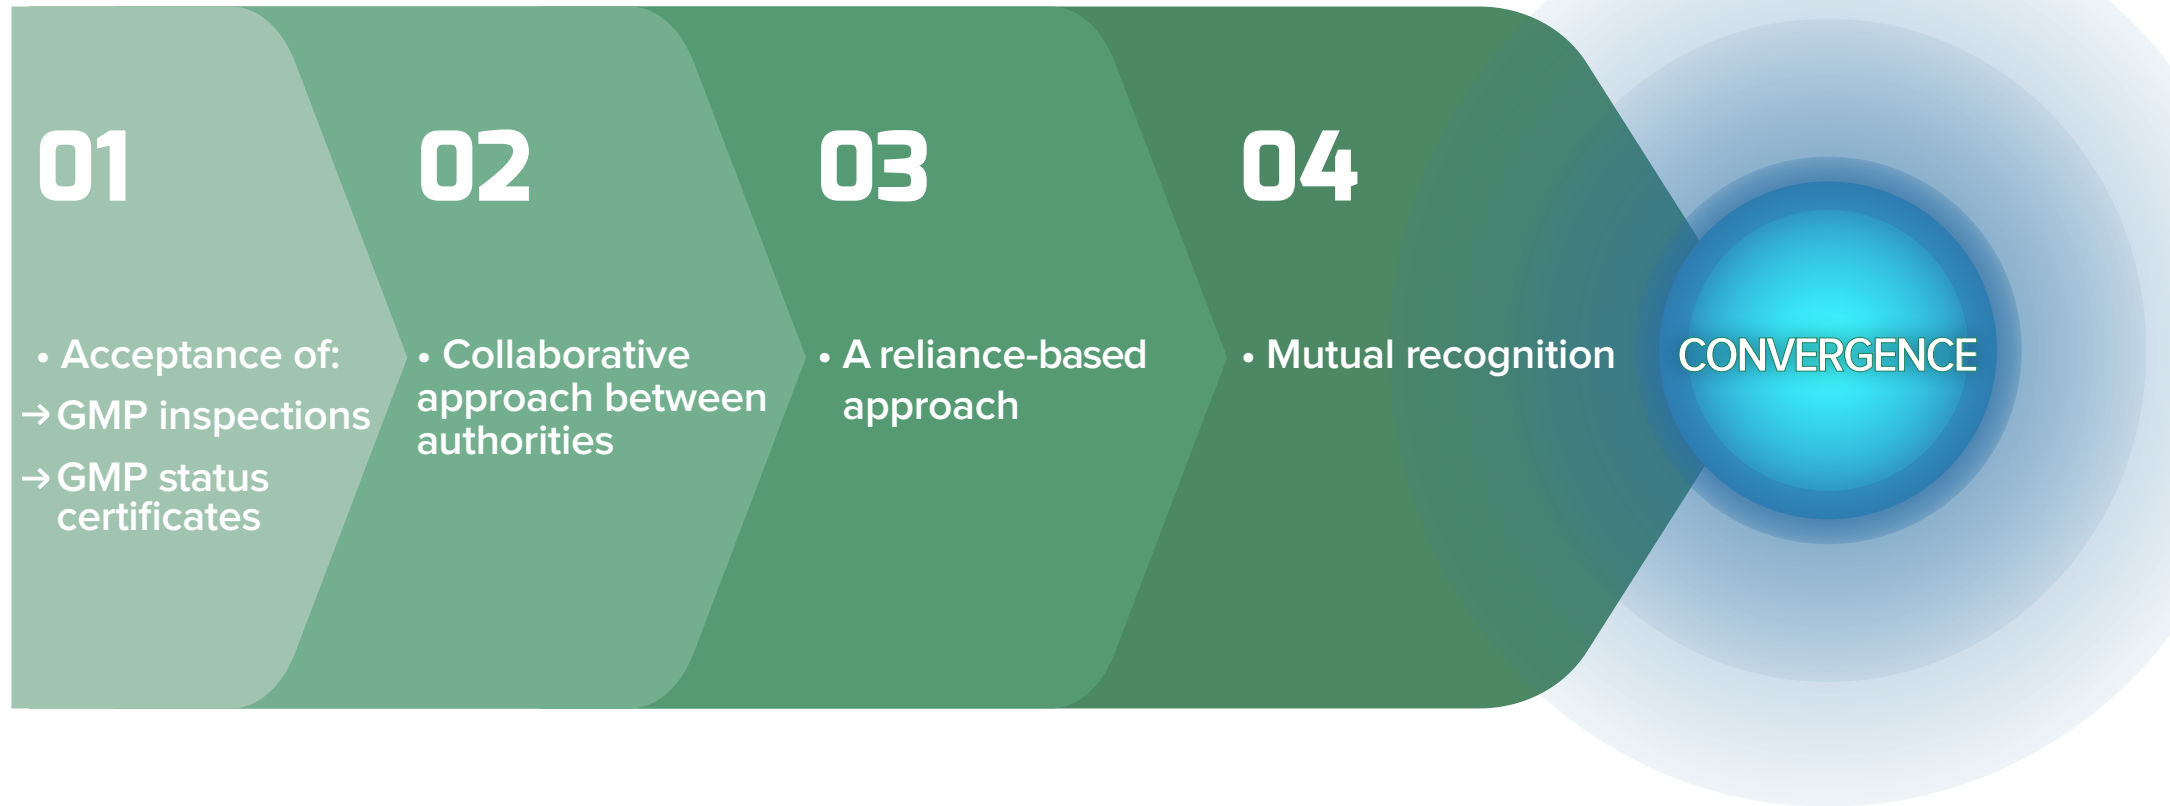 01
• Acceptance of:
→ GMP inspections
→ GMP status
certificates
02
• Collaborative
approach between
authorities
03
• A reliance-based
approach
04
• Mutual recognition
CONVERGENCE